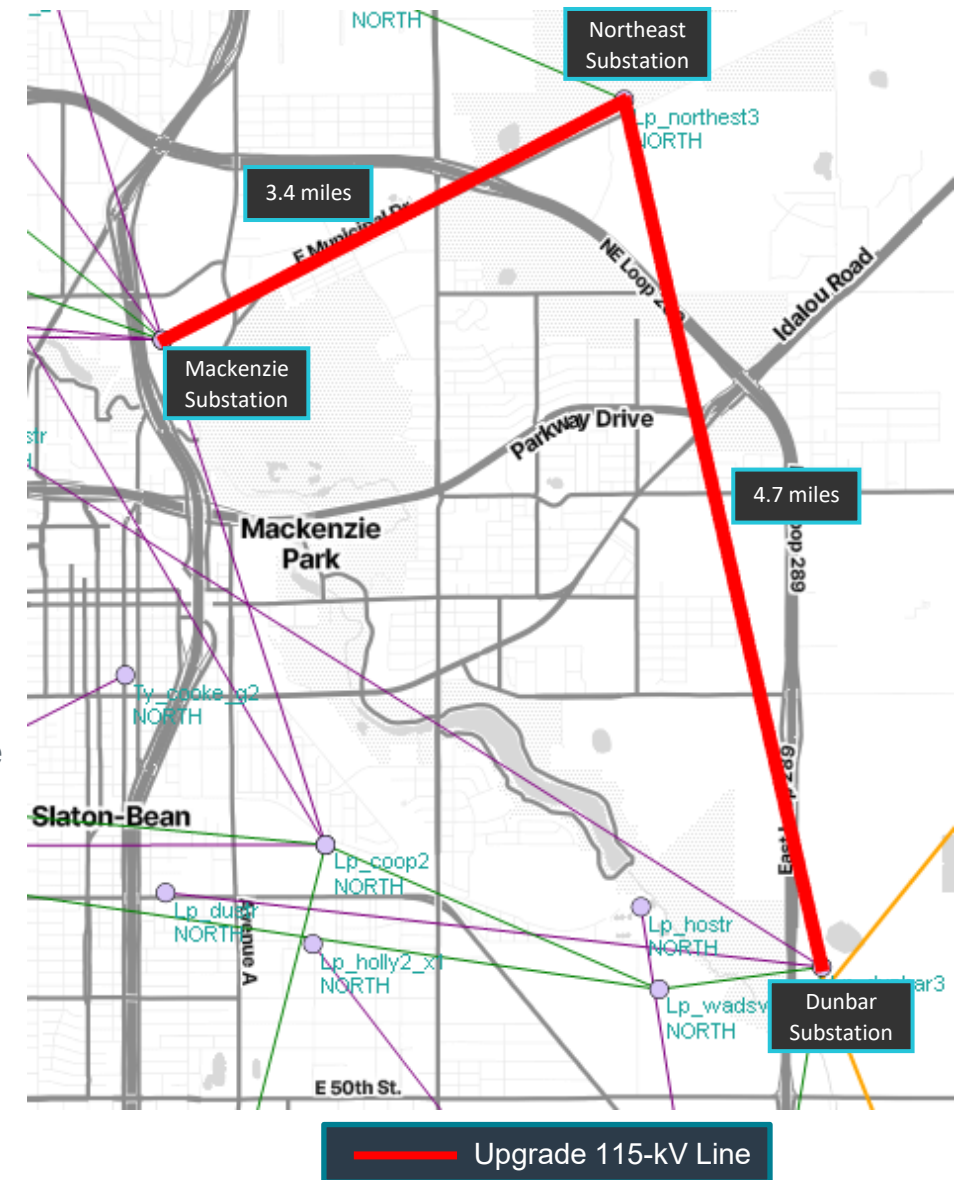 NORTH
Northeast
Substation
Lp_northest3
NORTH
3.4 miles
E Municipal Dr.
NE Loop
Idalou Road
Mackenzie
Substation
Parkway Drive
4.7 miles
Loop 289
Mackenzie
Park
Ty_cooke_g2
NORTH
Slaton-Bean
East
Lp_coop2
NORTH
Avenue A
NORTH
Lp_hostr
NORTH
Lp_holly2_x1
NORTH
NORTH
Dunbar
Substation
E 50th St.
Upgrade 115-kV Line